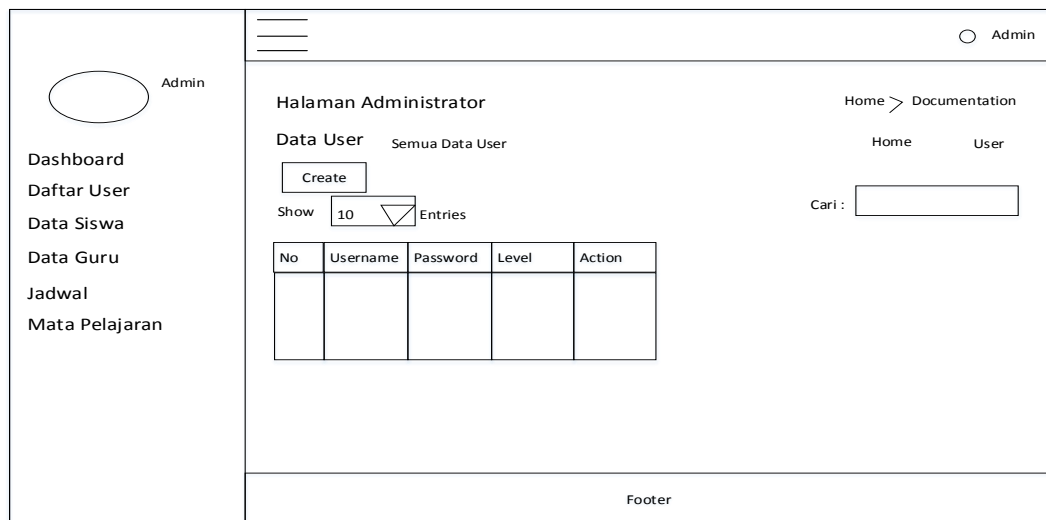 Admin
Dashboard
Daftar User
Data Siswa
Data Guru
Jadwal
Mata Pelajaran
Admin
Halaman Administrator
Home > Documentation
Data User Semua Data User
Home User
Create
Show 10 Entries
Cari :
No Username Password Level Action
Footer